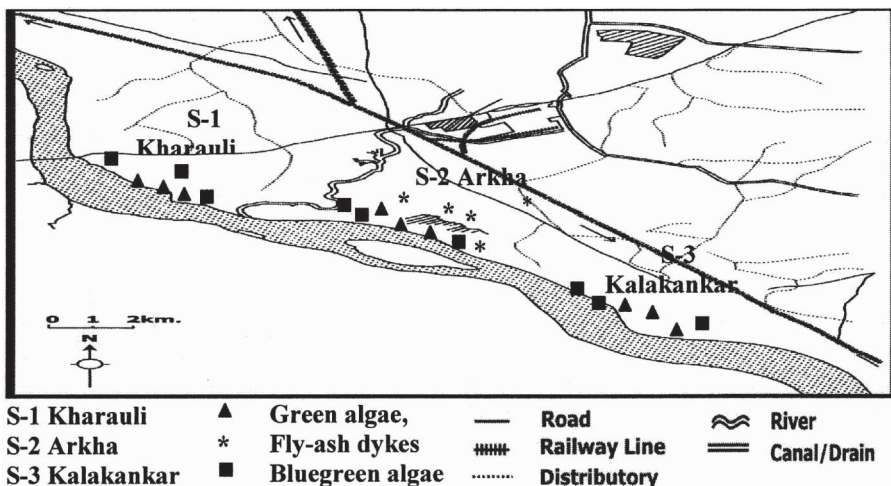 S-1
Kharauli
S-2 Arkha
S-3
Kalakankar
0 1 2km.
N
S-1 Kharauli ▲ Green algae, Road River
S-2 Arkha * Fly-ash dykes Railway Line Canal/Drain
S-3 Kalakankar ■ Bluegreen algae Distributory